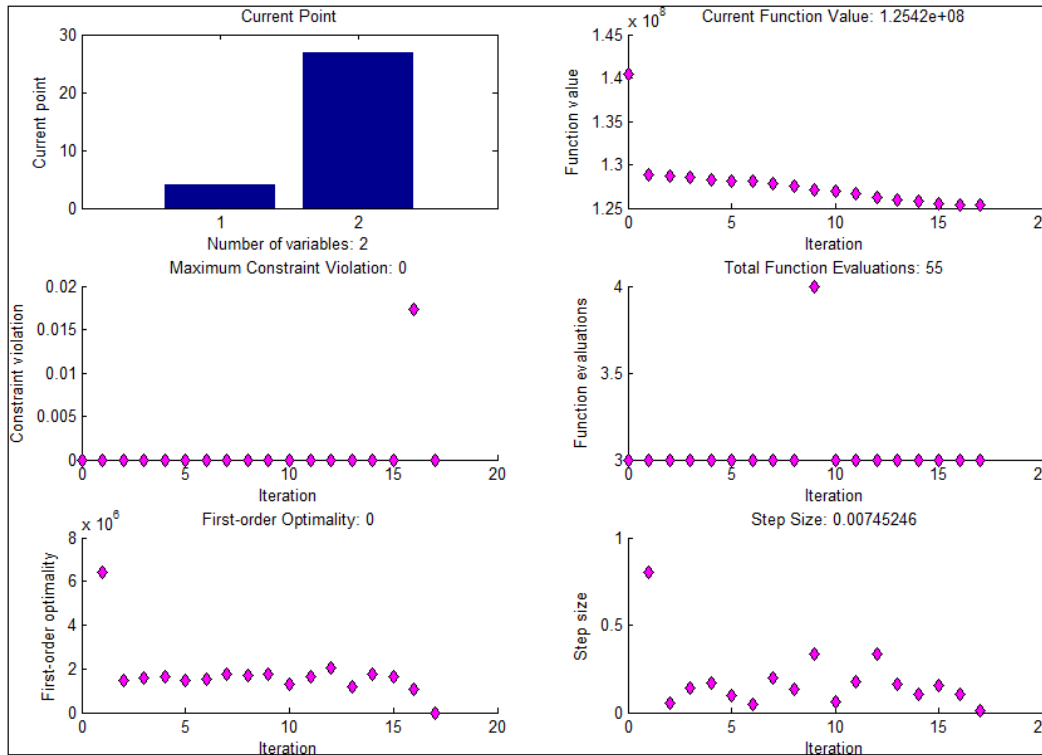 Current Point
30
20
10
0
Current point
1
2
Number of variables: 2
Current Function Value: 1.2542e+08
x 10^8
1.45
1.4
1.35
1.3
1.25
Function value
0
5
10
15
20
Iteration
Maximum Constraint Violation: 0
0.02
0.015
0.01
0.005
0
Constraint violation
0
5
10
15
20
Iteration
Total Function Evaluations: 55
4
3.5
3
Function evaluations
0
5
10
15
20
Iteration
First-order Optimality: 0
x 10^6
8
6
4
2
0
First-order optimality
0
5
10
15
20
Iteration
Step Size: 0.00745246
1
0.5
0
Step size
0
5
10
15
20
Iteration